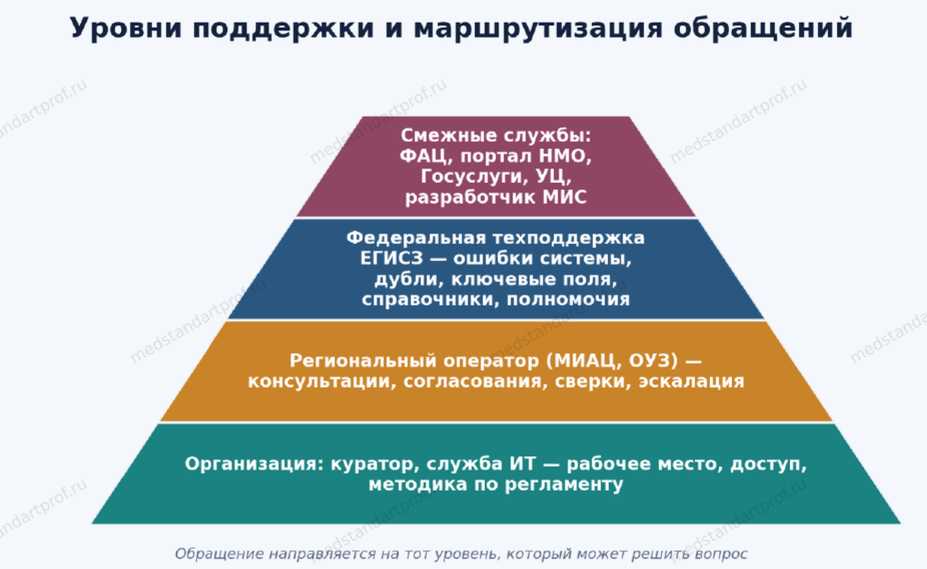 Уровни поддержки и маршрутизация обращений
Смежные службы:
ФАЦ, портал НМО,
Госуслуги, УЦ,
разработчик МИС
Федеральная техподдержка
ЕГИСЗ — ошибки системы,
дубли, ключевые поля,
справочники, полномочия
Региональный оператор (МИАЦ, ОУЗ) —
консультации, согласования, сверки, эскалация
Организация: куратор, служба ИТ — рабочее место, доступ,
методика по регламенту
Обращение направляется на тот уровень, который может решить вопрос
medstandartprof.ru